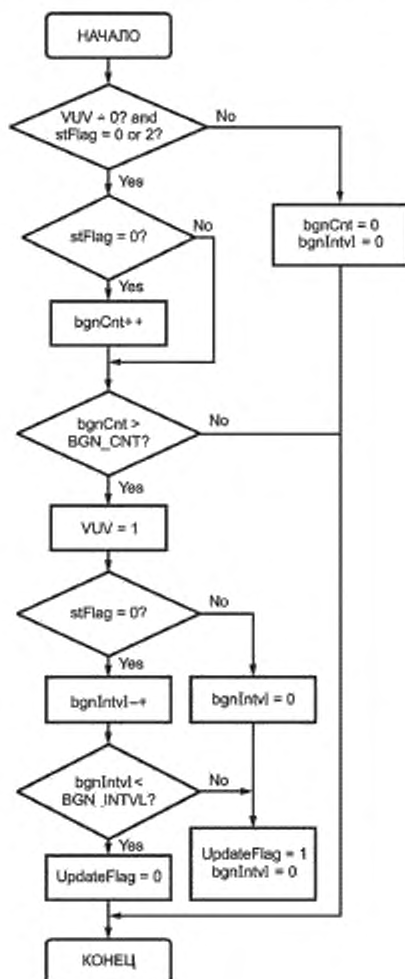 НАЧАЛО
VUV = 0? and
stFlag = 0 or 2?
No
Yes
bgnCnt = 0
bgnIntvl = 0
stFlag = 0?
No
Yes
bgnCnt++
bgnCnt >
BGN_CNT?
No
Yes
VUV = 1
stFlag = 0?
No
Yes
bgnIntvl++
bgnIntvl = 0
bgnIntvl <
BGN_INTVL?
No
Yes
UpdateFlag = 1
bgnIntvl = 0
UpdateFlag = 0
КОНЕЦ